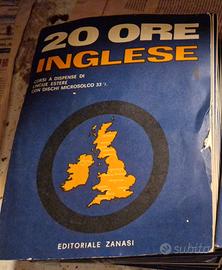 20 ORE
INGLESE
CORSI A DISPENSE DI
LINGUE ESTERE
CON DISCHI MICROSOLCO 33 ⅓
EDITORIALE ZANASI
subito